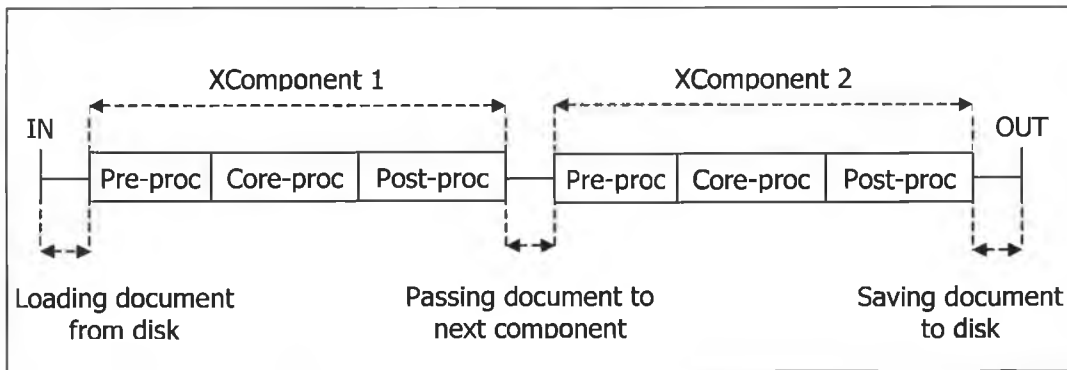 XComponent 1
XComponent 2
IN
OUT
Pre-proc
Core-proc
Post-proc
Pre-proc
Core-proc
Post-proc
Loading document
from disk
Passing document to
next component
Saving document
to disk